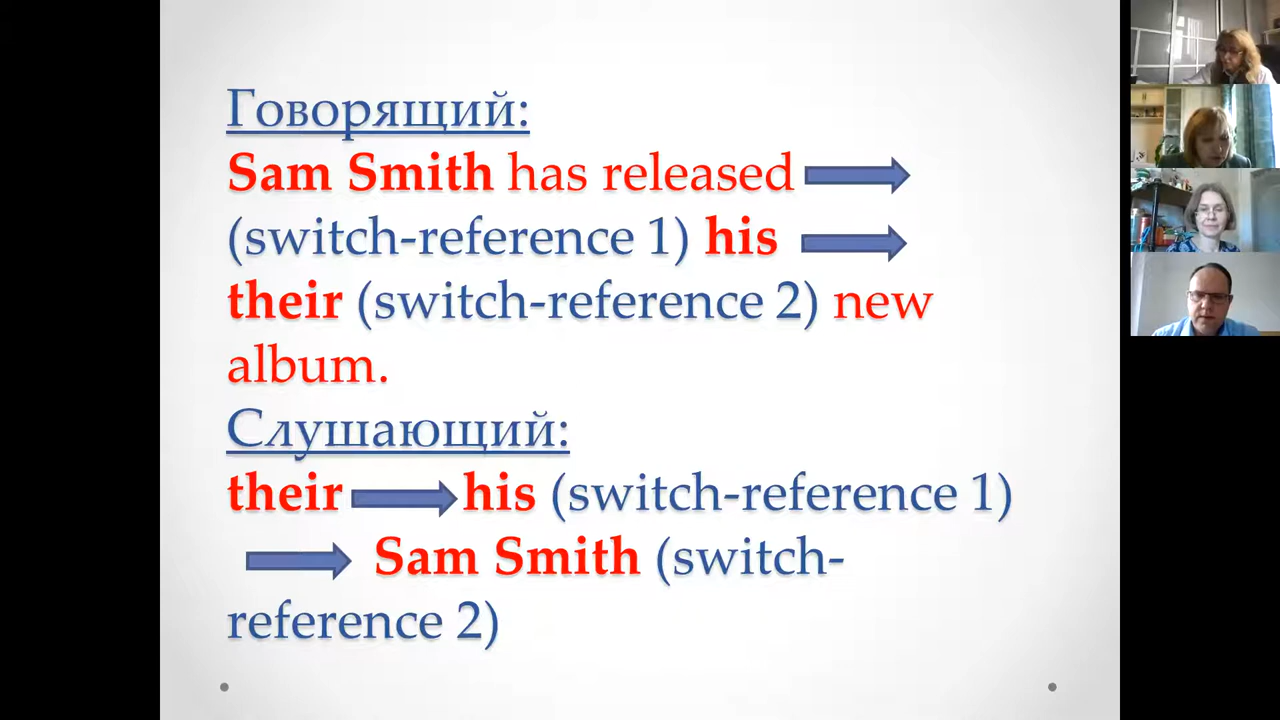 Говорящий:
Sam Smith has released
(switch-reference 1) his
their (switch-reference 2) new
album.
Слушающий:
their his (switch-reference 1)
Sam Smith (switch-
reference 2)